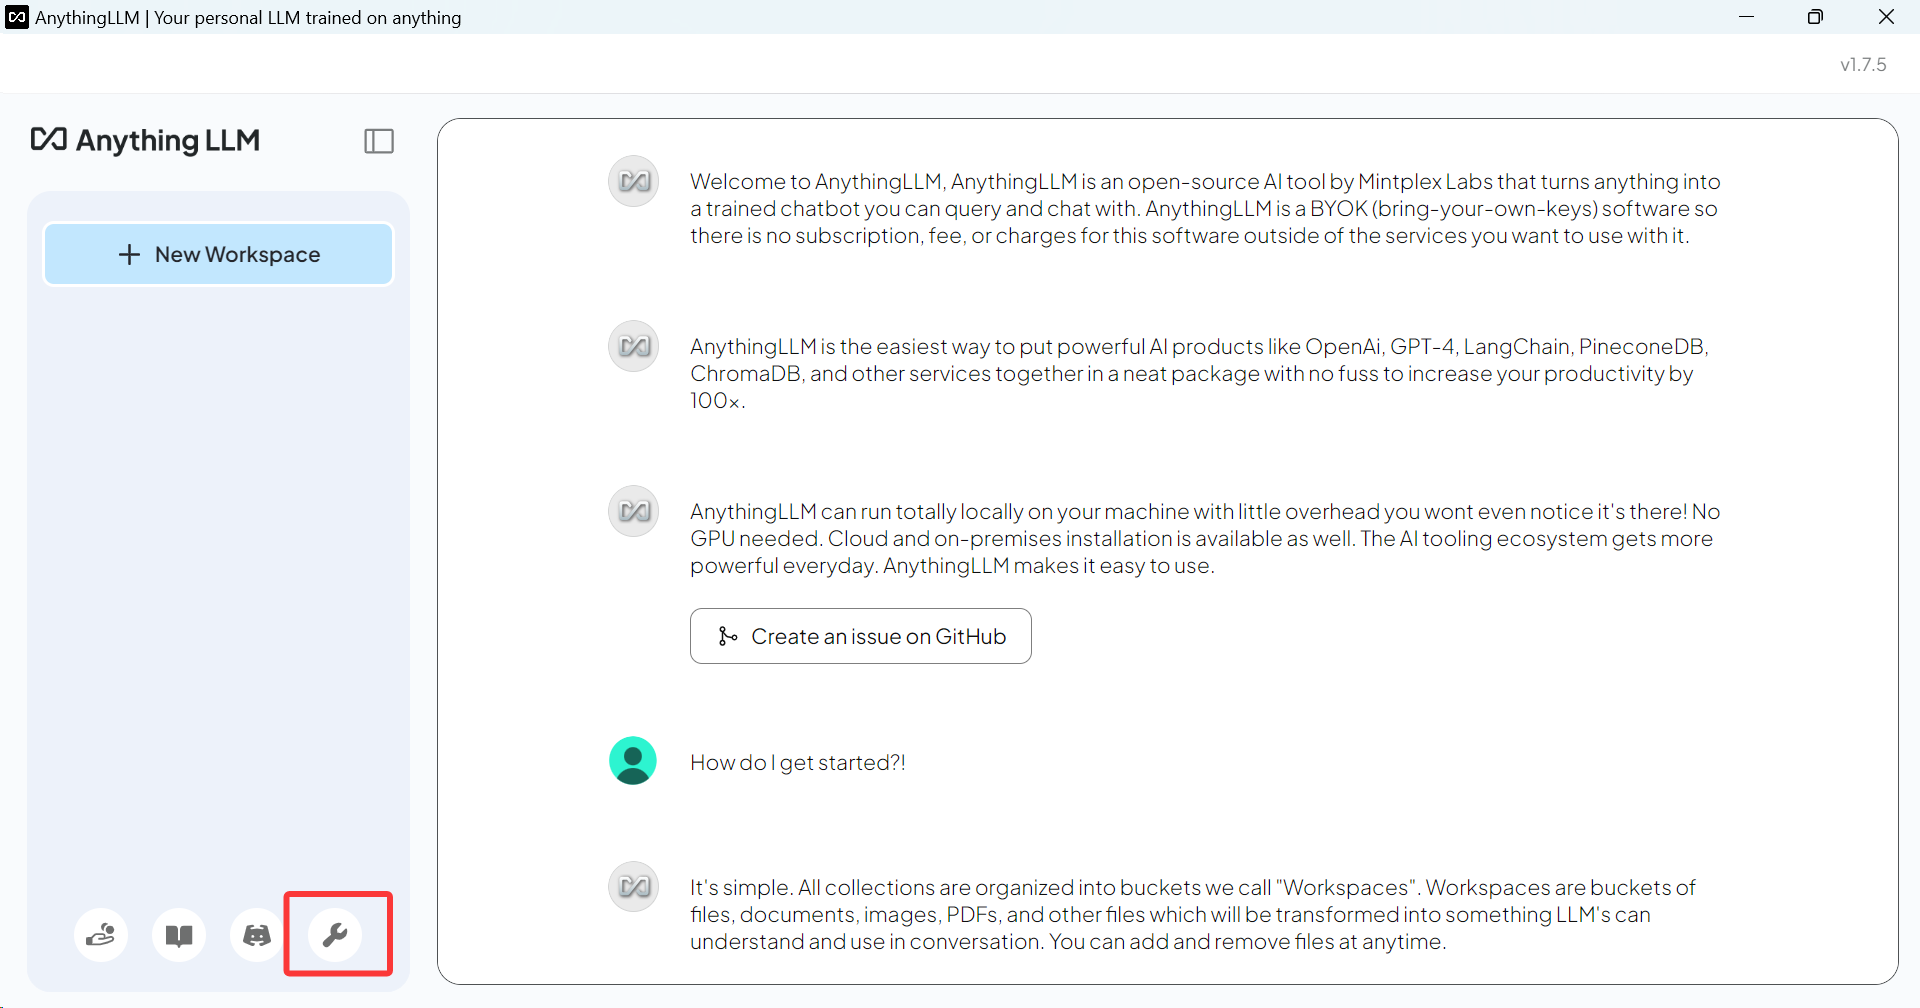 AnythingLLM | Your personal LLM trained on anything
v1.7.5
Anything LLM
New Workspace
Welcome to AnythingLLM, AnythingLLM is an open-source AI tool by Mintplex Labs that turns anything into
a trained chatbot you can query and chat with. AnythingLLM is a BYOK (bring-your-own-keys) software so
there is no subscription, fee, or charges for this software outside of the services you want to use with it.
AnythingLLM is the easiest way to put powerful AI products like OpenAi, GPT-4, LangChain, PineconeDB,
ChromaDB, and other services together in a neat package with no fuss to increase your productivity by
100x.
AnythingLLM can run totally locally on your machine with little overhead you wont even notice it's there! No
GPU needed. Cloud and on-premises installation is available as well. The AI tooling ecosystem gets more
powerful everyday. AnythingLLM makes it easy to use.
Create an issue on GitHub
How do I get started?!
It's simple. All collections are organized into buckets we call "Workspaces". Workspaces are buckets of
files, documents, images, PDFs, and other files which will be transformed into something LLM's can
understand and use in conversation. You can add and remove files at anytime.